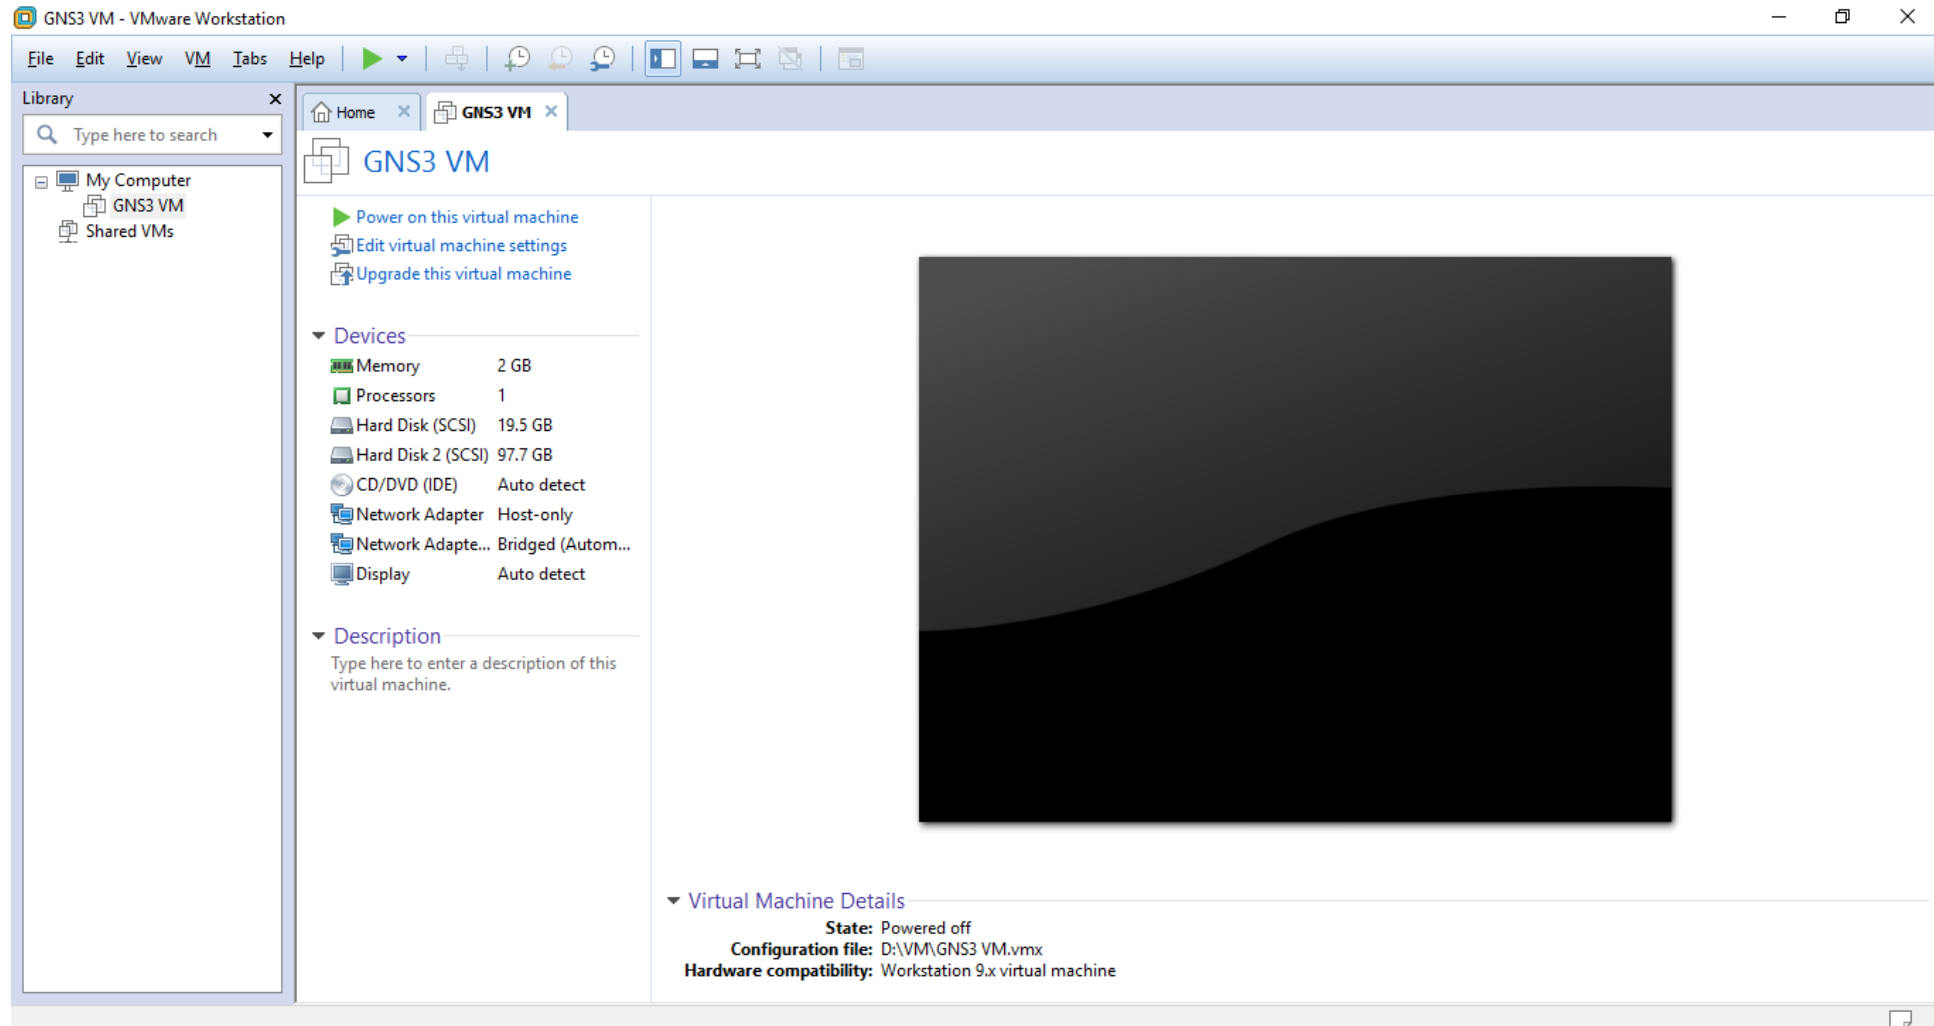 GNS3 VM - VMware Workstation
File Edit View VM Tabs Help
Library
Type here to search
My Computer
GNS3 VM
Shared VMs
Home GNS3 VM
GNS3 VM
Power on this virtual machine
Edit virtual machine settings
Upgrade this virtual machine
Devices
Memory 2 GB
Processors 1
Hard Disk (SCSI) 19.5 GB
Hard Disk 2 (SCSI) 97.7 GB
CD/DVD (IDE) Auto detect
Network Adapter Host-only
Network Adapte... Bridged (Autom...
Display Auto detect
Description
Type here to enter a description of this
virtual machine.
Virtual Machine Details
State: Powered off
Configuration file: D:\VM\GNS3 VM.vmx
Hardware compatibility: Workstation 9.x virtual machine